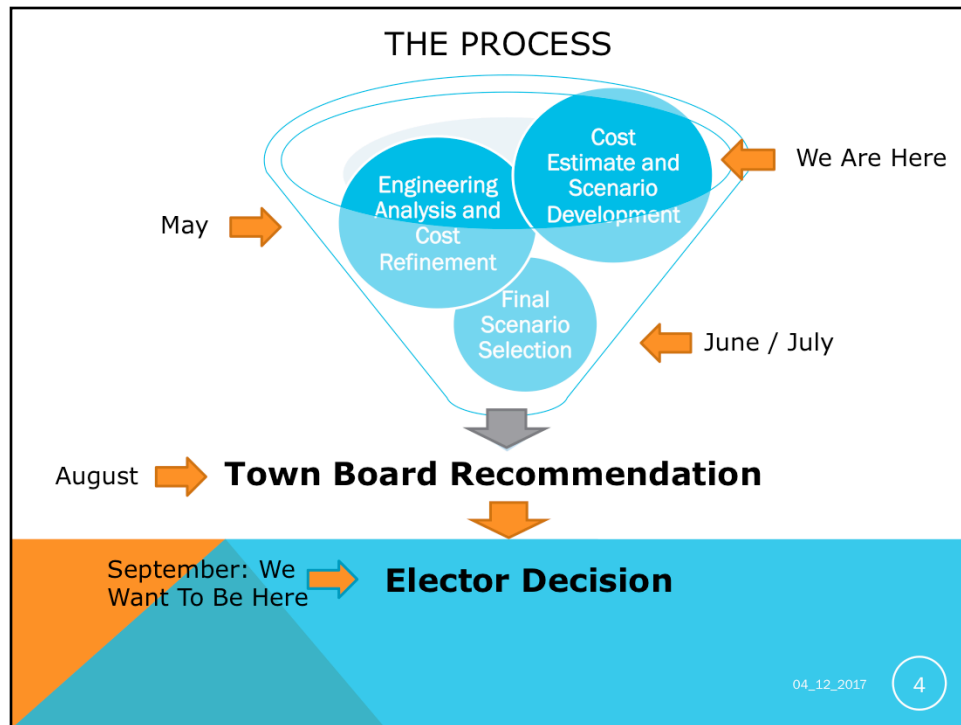 THE PROCESS
Cost
Estimate and
Scenario
Development
We Are Here
Engineering
Analysis and
Cost
Refinement
May
Final
Scenario
Selection
June / July
August
Town Board Recommendation
September: We
Want To Be Here
Elector Decision
04_12_2017
4